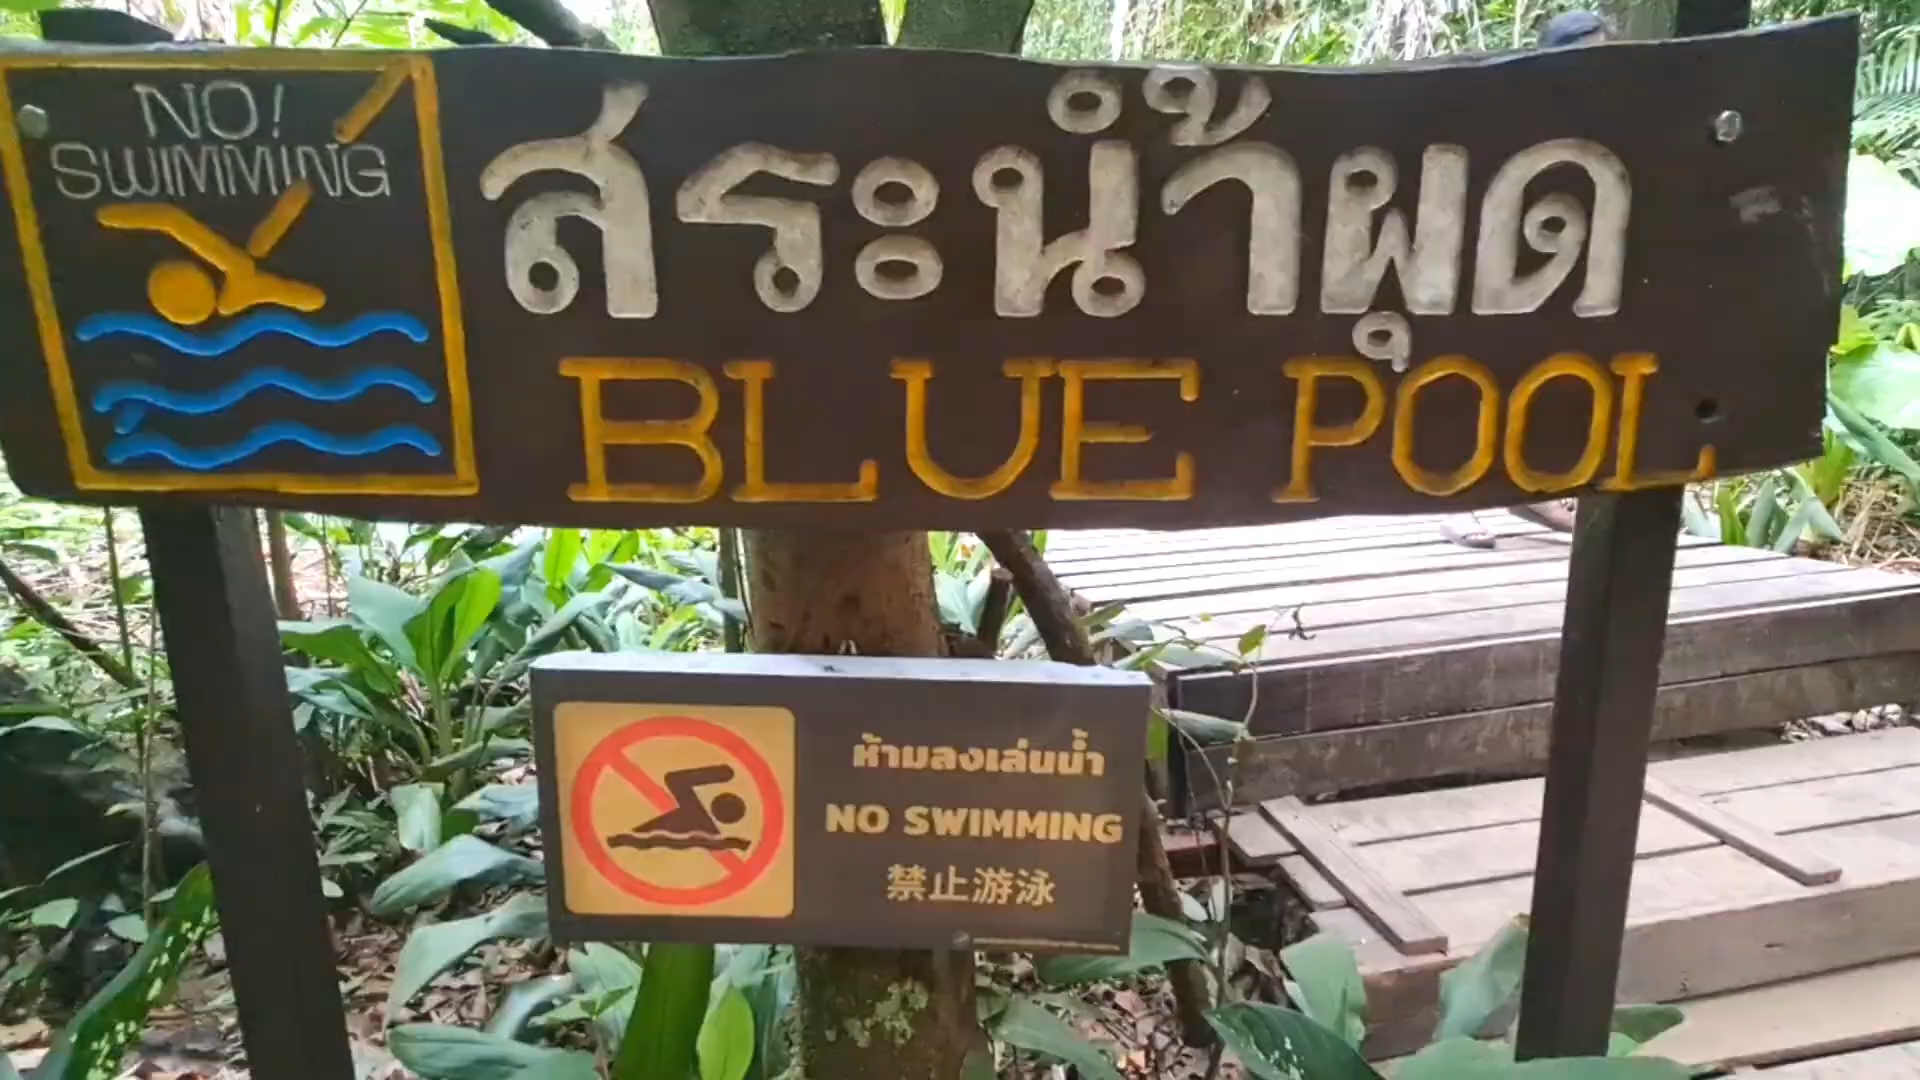 NO!
SWIMMING
สระน้ำผุด
BLUE POOL
ห้ามลงเล่นน้ำ
NO SWIMMING
禁止游泳